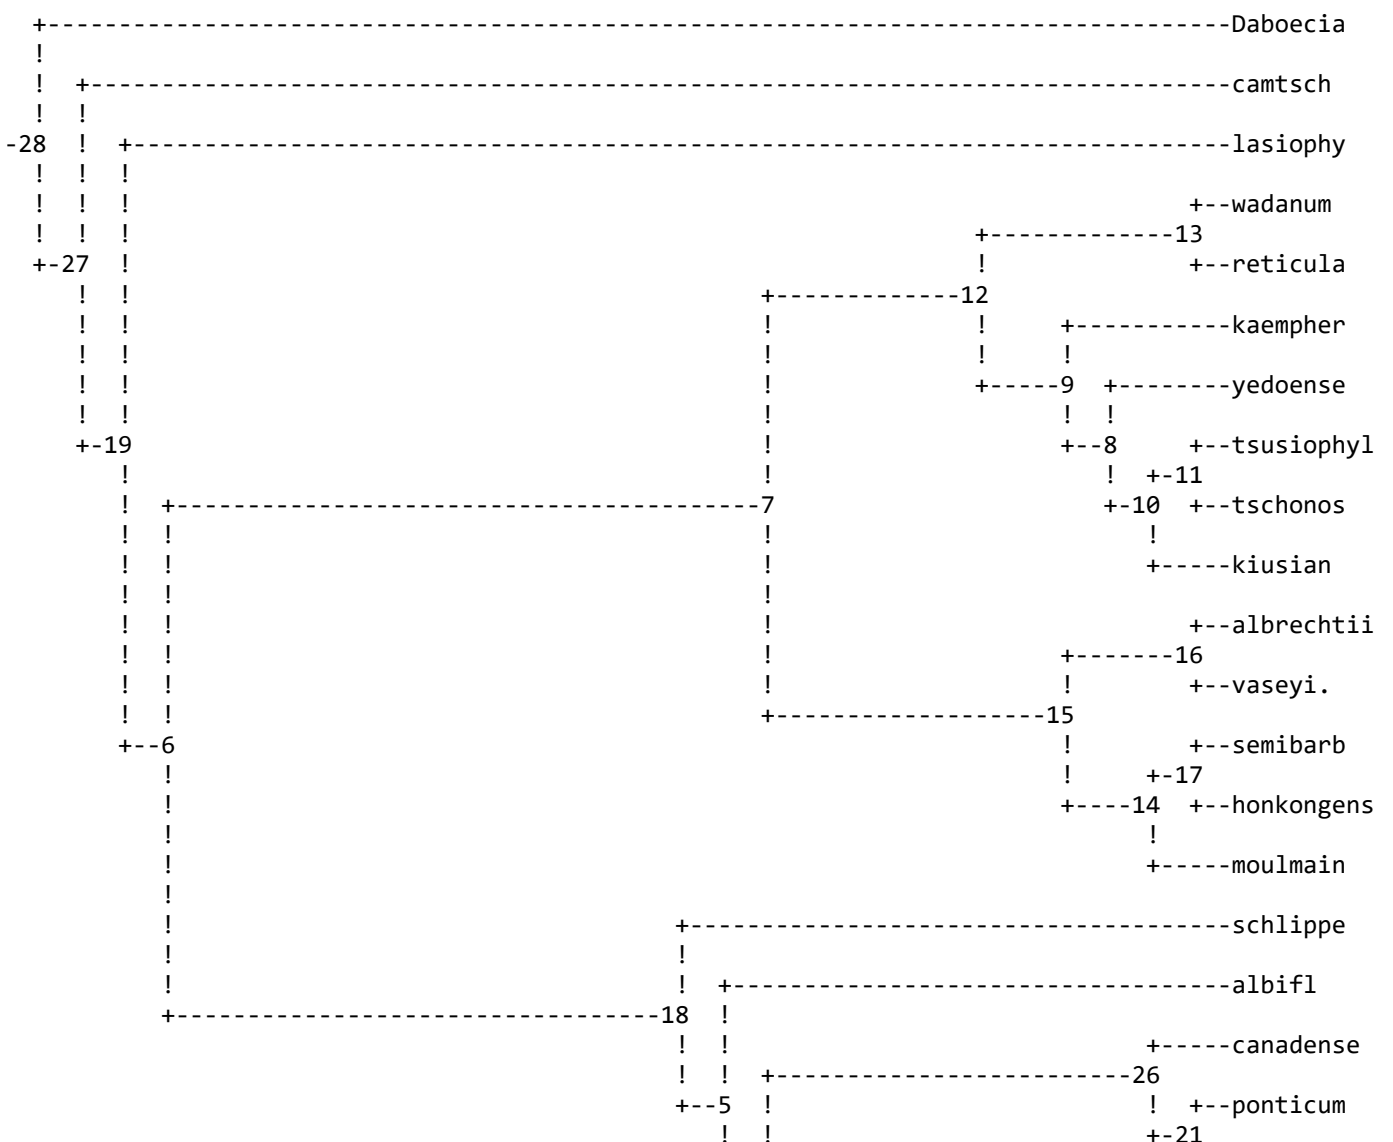 +----------------------------------------------------------------------------------Daboecia
!
!  +-------------------------------------------------------------------------------camtsch
!  !
-28  !  +----------------------------------------------------------------------------lasiophy
!  !  !
!  !  !                                                                          +--wadanum
!  !  !                                                           +-------------13
+-27  !                                                           !              +--reticula
!  !                                            +-------------12
!  !                                            !              !     +-----------kaempher
!  !                                            !              !     !
!  !                                            !              +-----9  +--------yedoense
!  !                                            !                    !  !
+-19                                            !                    +--8     +--tsusiophyl
!                                            !                       !  +-11
!  +-----------------------------------------7                       +-10  +--tschonos
!  !                                         !                          !
!  !                                         !                          +-----kiusian
!  !                                         !
!  !                                         !                             +--albrechtii
!  !                                         !                    +-------16
!  !                                         !                    !        +--vaseyi.
!  !                                         +-------------------15
+--6                                                              !        +--semibarb
!                                                              !     +-17
!                                                              +----14  +--honkongens
!                                                                    !
!                                                                    +-----moulmain
!
!                                   +--------------------------------------schlippe
!                                   !
!                                   !  +-----------------------------------albifl
+----------------------------------18  !
!  !                             +-----canadense
!  !  +-------------------------26
+--5  !                          !  +--ponticum
!  !                          +-21